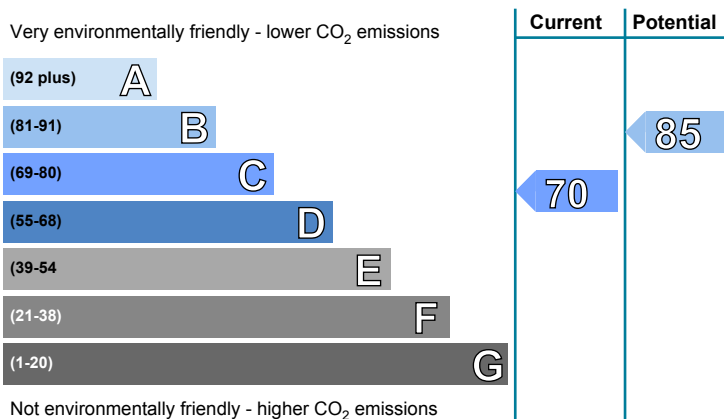 Current Potential
Very environmentally friendly - lower CO2 emissions
(92 plus) A
(81-91) B
85
(69-80) C
70
(55-68) D
(39-54 E
(21-38) F
(1-20) G
Not environmentally friendly - higher CO2 emissions